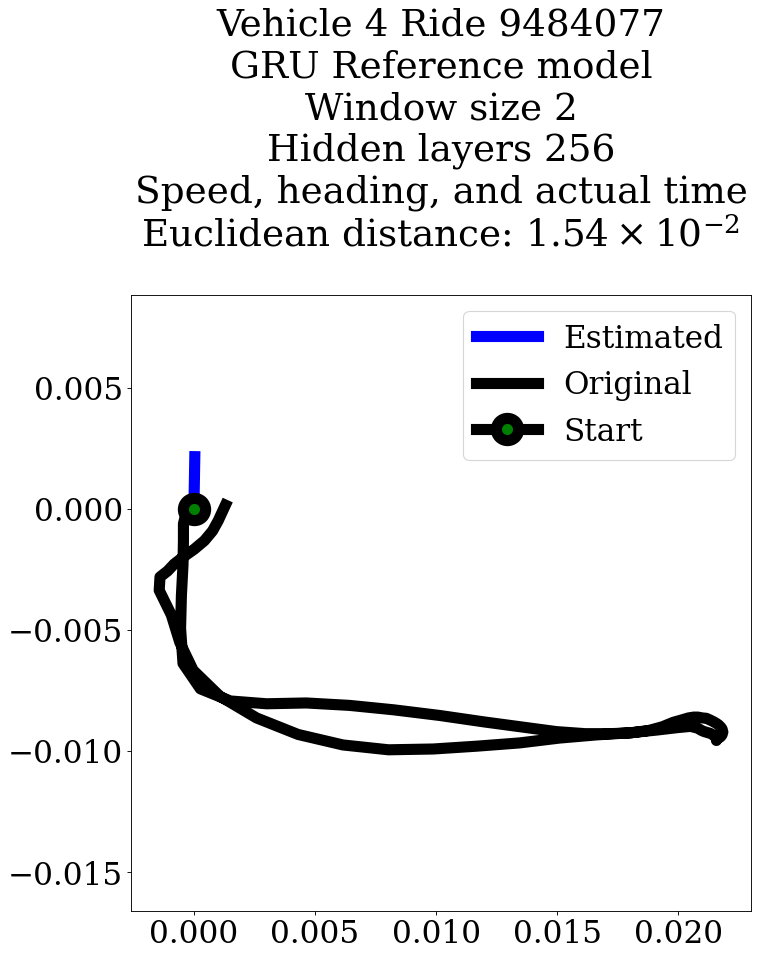 Vehicle 4 Ride 9484077
GRU Reference model
Window size 2
Hidden layers 256
Speed, heading, and actual time
Euclidean distance: 1.54 × 10⁻²
Estimated
Original
Start
0.005
0.000
−0.005
−0.010
−0.015
0.000 0.005 0.010 0.015 0.020